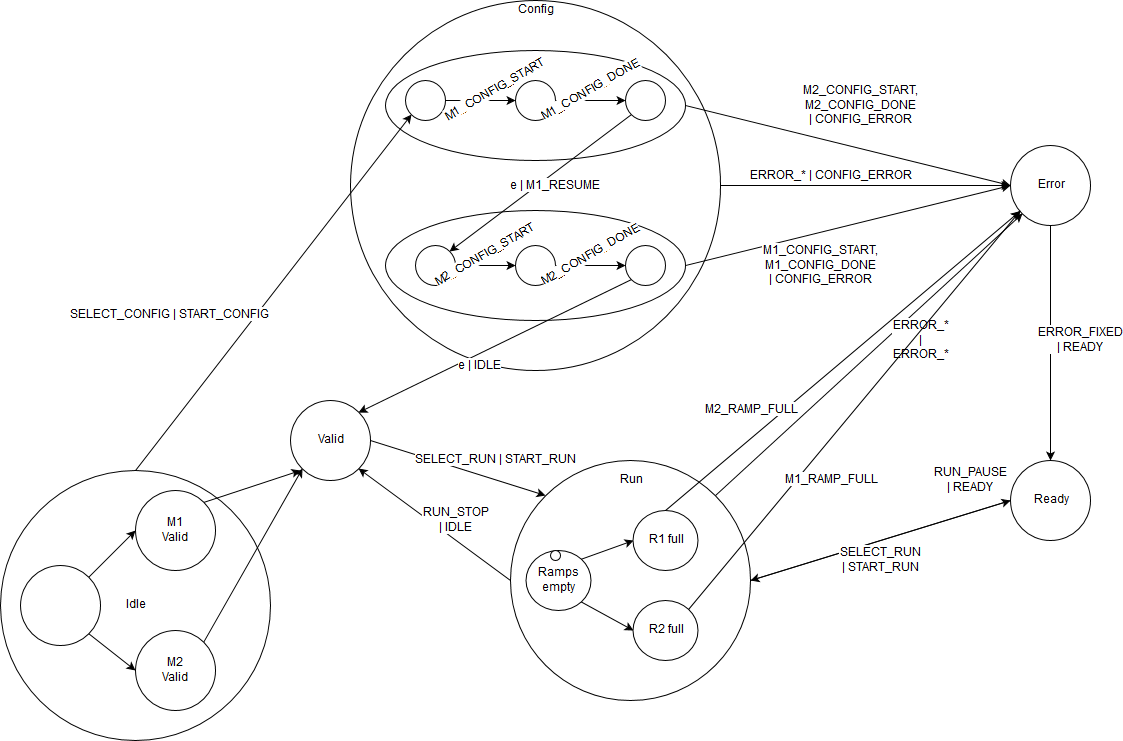 Config
M1_CONFIG_START
M1_CONFIG_DONE
M2_CONFIG_START,
M2_CONFIG_DONE
| CONFIG_ERROR
ERROR_* | CONFIG_ERROR
Error
e | M1_RESUME
M2_CONFIG_START
M2_CONFIG_DONE
M1_CONFIG_START,
M1_CONFIG_DONE
| CONFIG_ERROR
SELECT_CONFIG | START_CONFIG
ERROR_*
|
ERROR_*
ERROR_FIXED
| READY
e | IDLE
M2_RAMP_FULL
Valid
SELECT_RUN | START_RUN
Run
M1_RAMP_FULL
RUN_PAUSE
| READY
Ready
RUN_STOP
| IDLE
M1
Valid
R1 full
SELECT_RUN
| START_RUN
Ramps
empty
Idle
R2 full
M2
Valid